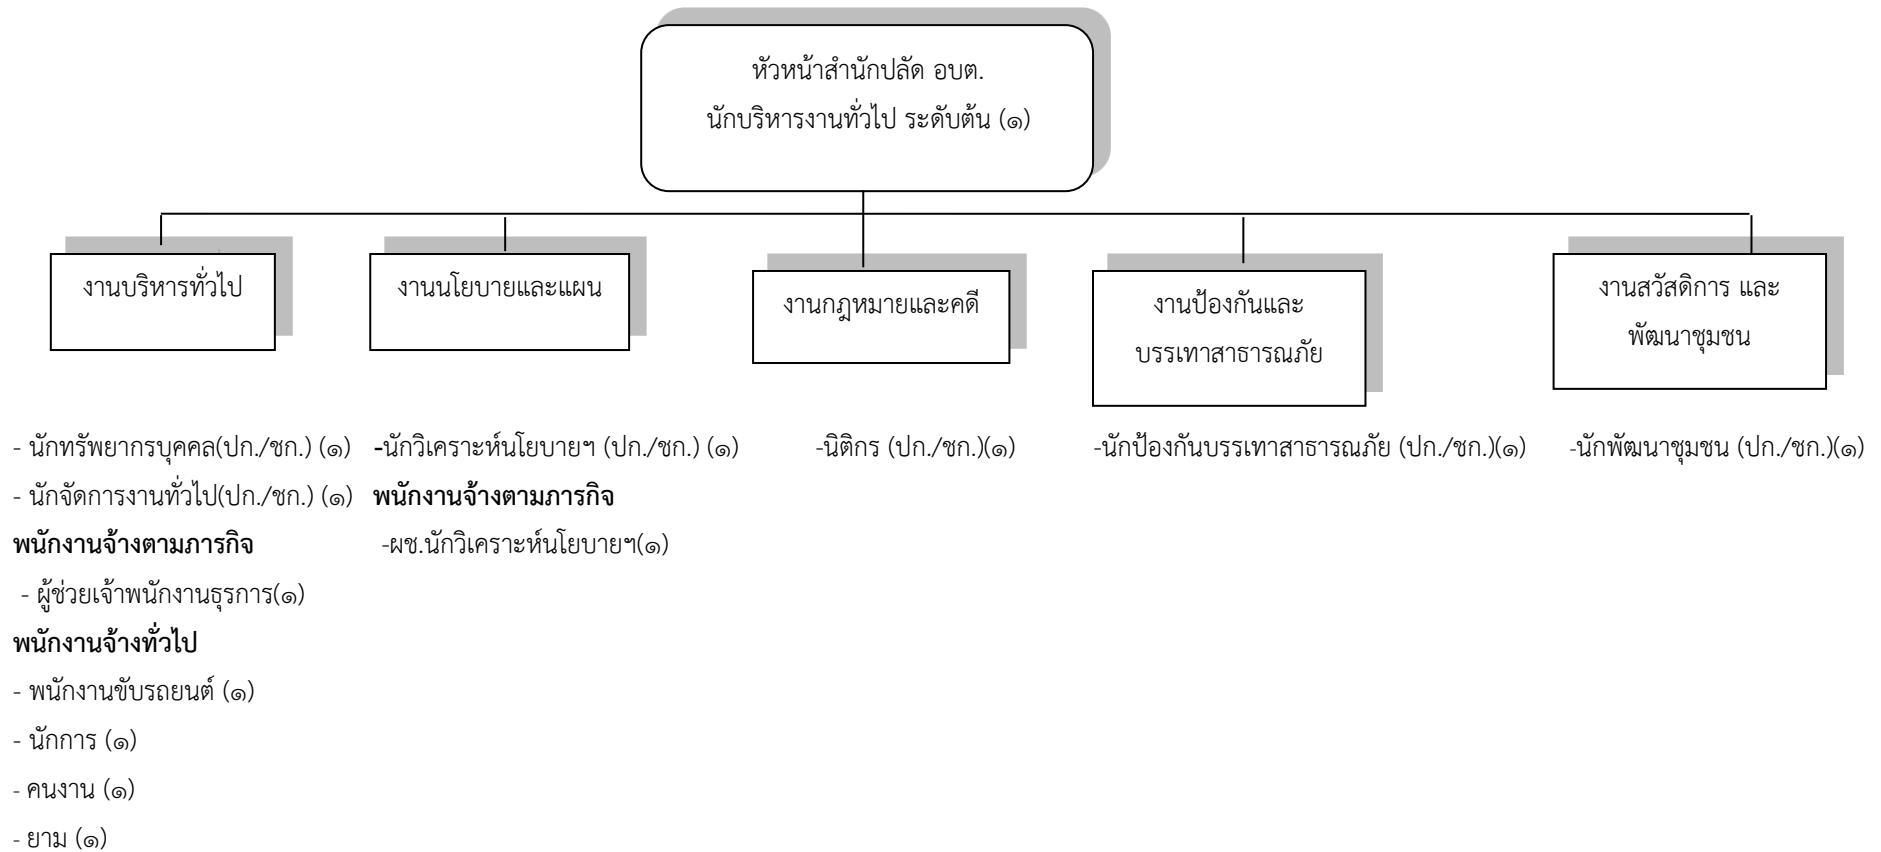 หัวหน้าสำนักปลัด อบต.
นักบริหารงานทั่วไป ระดับต้น (๑)
งานบริหารทั่วไป
งานนโยบายและแผน
งานกฎหมายและคดี
งานป้องกันและ
บรรเทาสาธารณภัย
งานสวัสดิการ และ
พัฒนาชุมชน
- นักทรัพยากรบุคคล(ปก./ชก.) (๑)
- นักจัดการงานทั่วไป(ปก./ชก.) (๑)
พนักงานจ้างตามภารกิจ
- ผู้ช่วยเจ้าพนักงานธุรการ(๑)
พนักงานจ้างทั่วไป
- พนักงานขับรถยนต์ (๑)
- นักการ (๑)
- คนงาน (๑)
- ยาม (๑)
-นักวิเคราะห์นโยบายฯ (ปก./ชก.) (๑)
พนักงานจ้างตามภารกิจ
-ผช.นักวิเคราะห์นโยบายฯ(๑)
-นิติกร (ปก./ชก.)(๑)
-นักป้องกันบรรเทาสาธารณภัย (ปก./ชก.)(๑)
-นักพัฒนาชุมชน (ปก./ชก.)(๑)